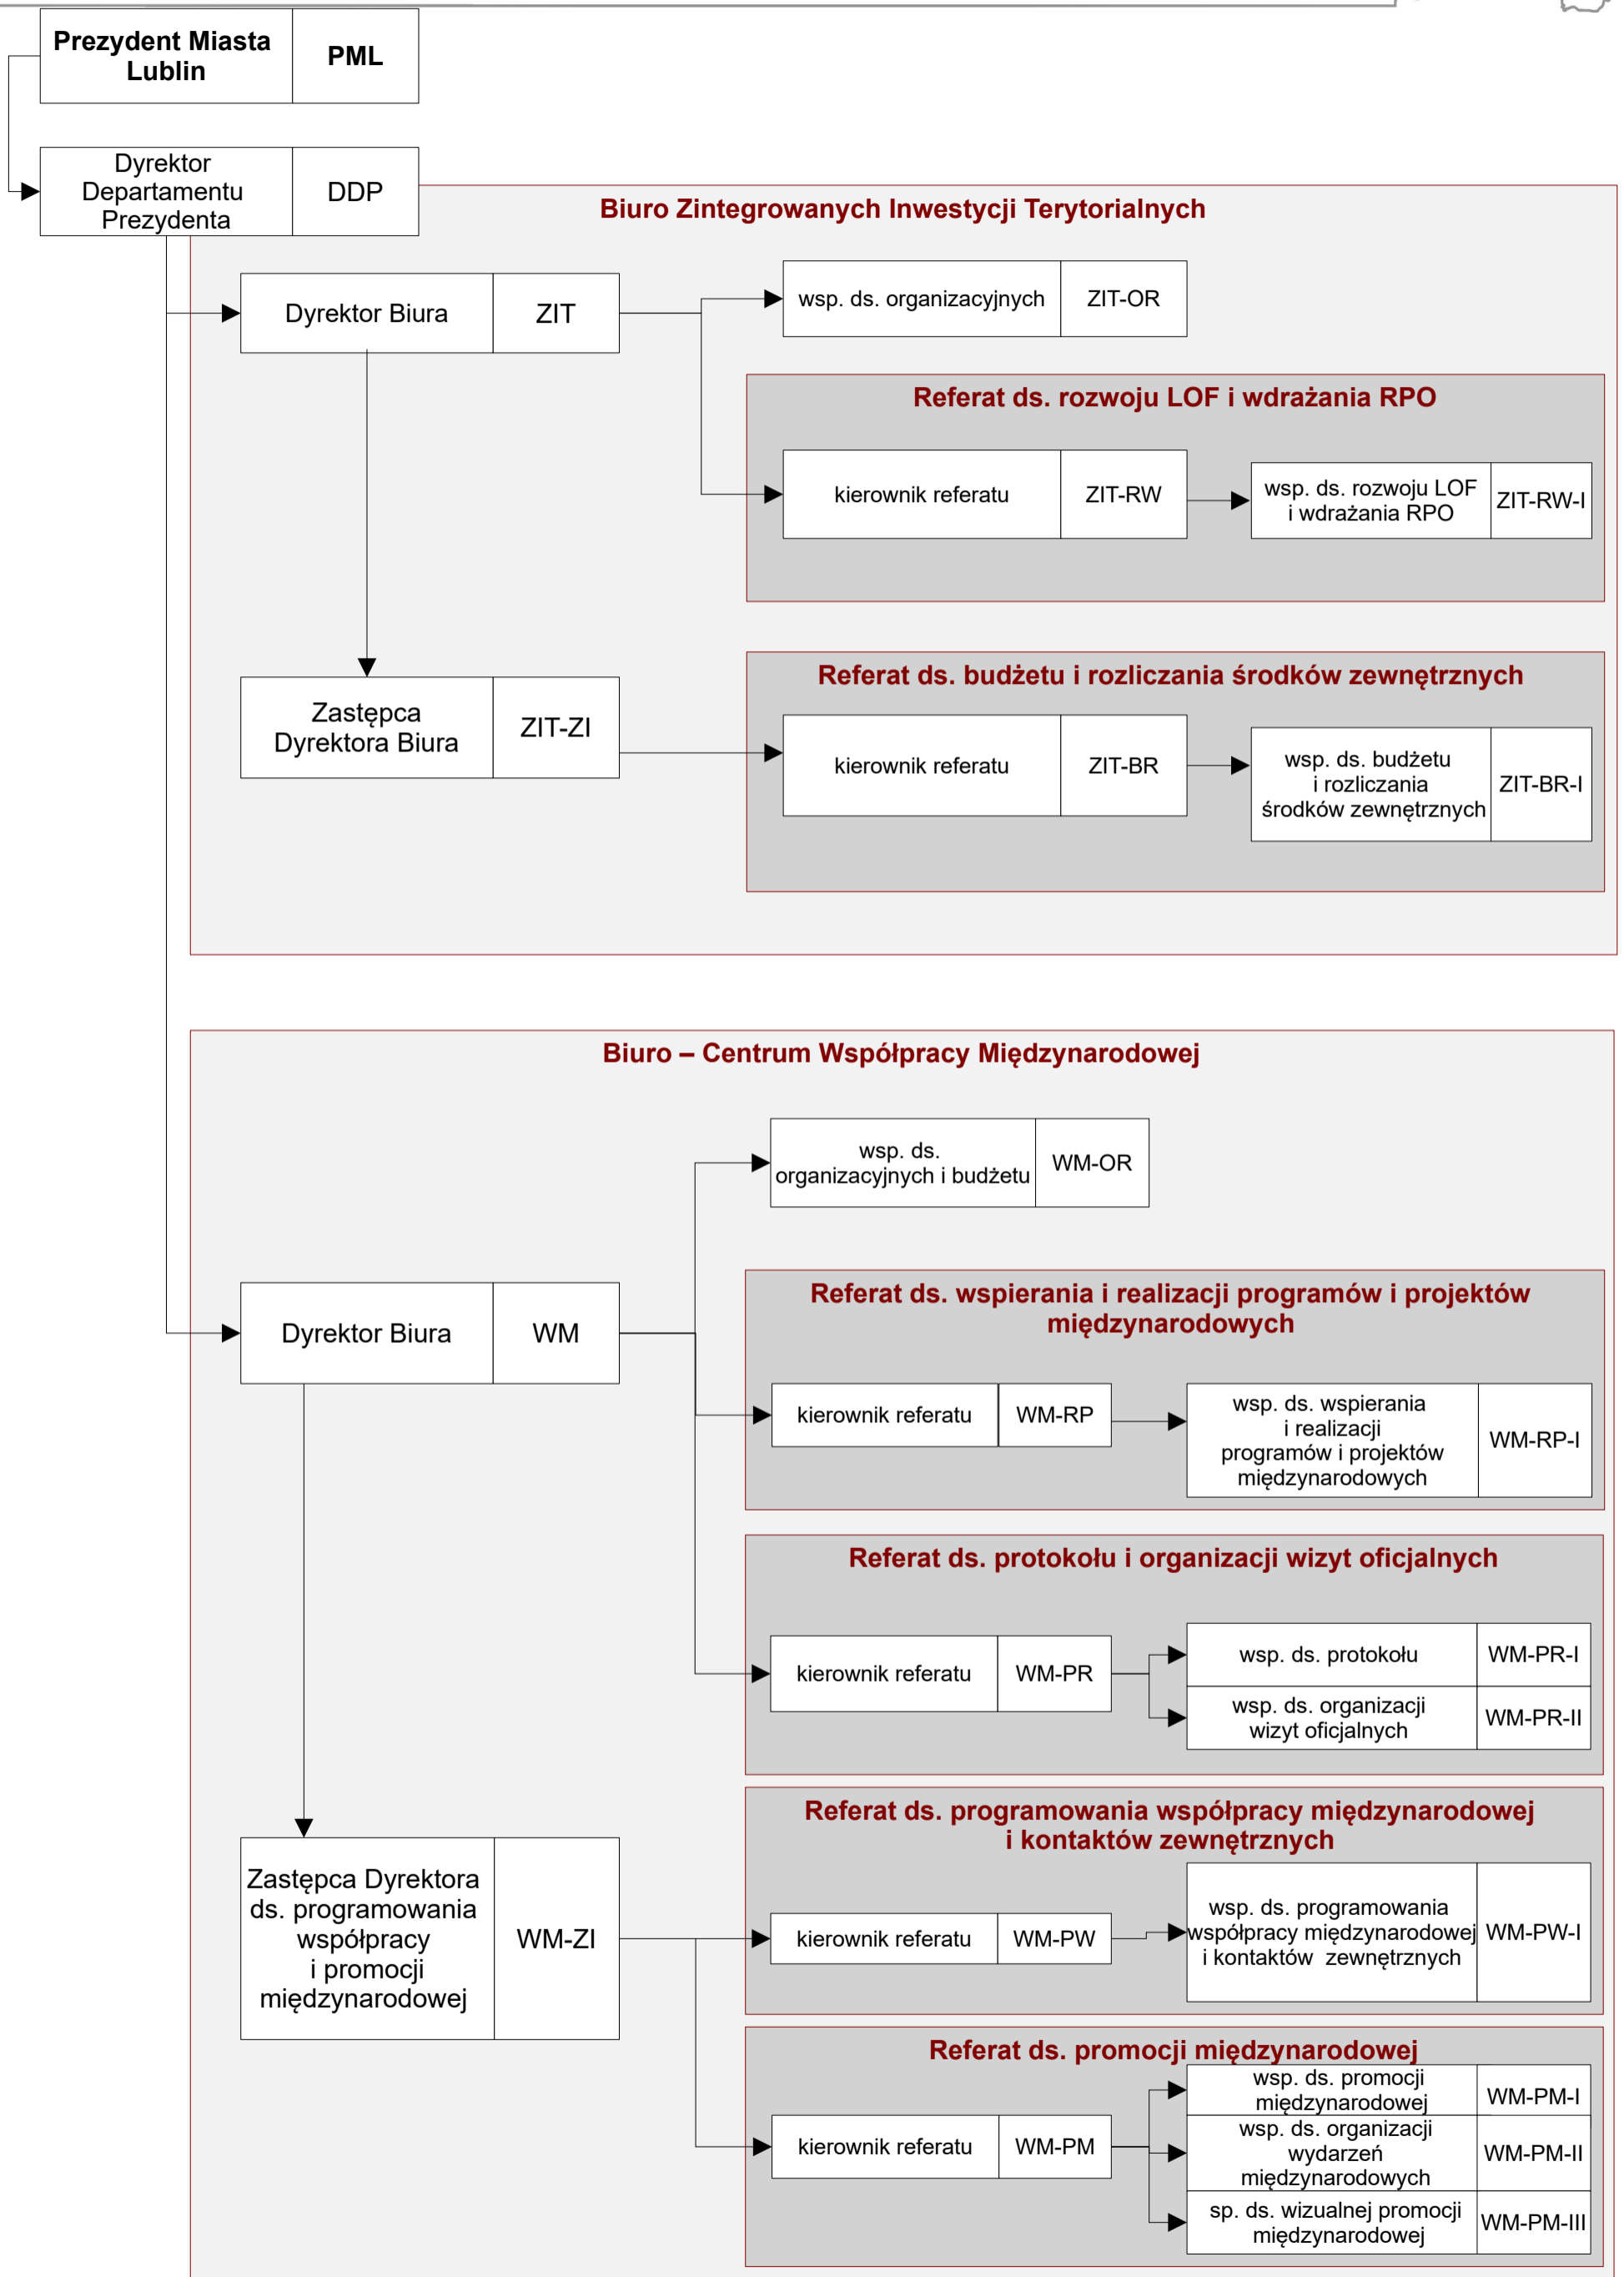 Prezydent Miasta
Lublin
PML
Dyrektor
Departamentu
Prezydenta
DDP
Biuro Zintegrowanych Inwestycji Terytorialnych
Dyrektor Biura
ZIT
wsp. ds. organizacyjnych
ZIT-OR
Referat ds. rozwoju LOF i wdrażania RPO
kierownik referatu
ZIT-RW
wsp. ds. rozwoju LOF
i wdrażania RPO
ZIT-RW-I
Zastępca
Dyrektora Biura
ZIT-ZI
Referat ds. budżetu i rozliczania środków zewnętrznych
kierownik referatu
ZIT-BR
wsp. ds. budżetu
i rozliczania
środków zewnętrznych
ZIT-BR-I
Biuro – Centrum Współpracy Międzynarodowej
wsp. ds.
organizacyjnych i budżetu
WM-OR
Dyrektor Biura
WM
Referat ds. wspierania i realizacji programów i projektów
międzynarodowych
kierownik referatu
WM-RP
wsp. ds. wspierania
i realizacji
programów i projektów
międzynarodowych
WM-RP-I
Referat ds. protokołu i organizacji wizyt oficjalnych
kierownik referatu
WM-PR
wsp. ds. protokołu
WM-PR-I
wsp. ds. organizacji
wizyt oficjalnych
WM-PR-II
Zastępca Dyrektora
ds. programowania
współpracy
i promocji
międzynarodowej
WM-ZI
Referat ds. programowania współpracy międzynarodowej
i kontaktów zewnętrznych
kierownik referatu
WM-PW
wsp. ds. programowania
współpracy międzynarodowej
i kontaktów zewnętrznych
WM-PW-I
Referat ds. promocji międzynarodowej
kierownik referatu
WM-PM
wsp. ds. promocji
międzynarodowej
WM-PM-I
wsp. ds. organizacji
wydarzeń
międzynarodowych
WM-PM-II
sp. ds. wizualnej promocji
międzynarodowej
WM-PM-III